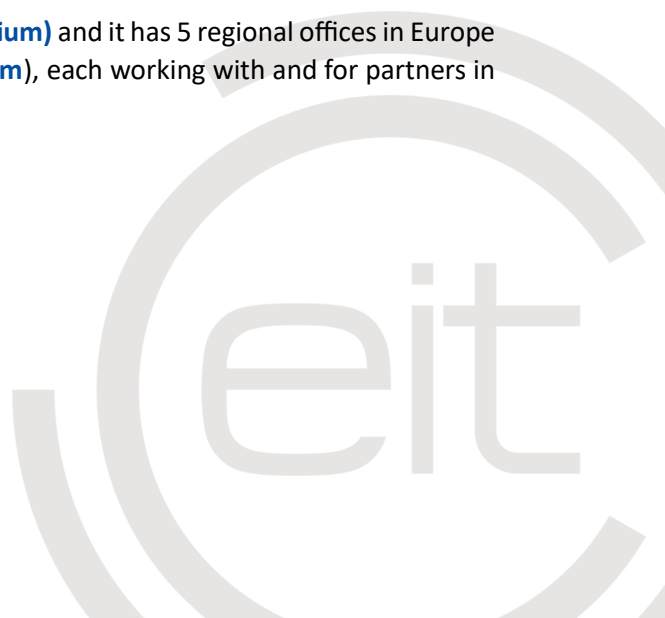 ium) and it has 5 regional offices in Europe
m), each working with and for partners in
eit